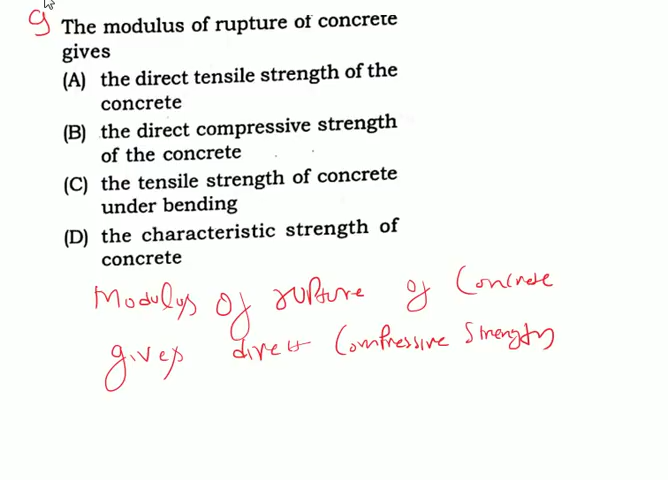 9 The modulus of rupture of concrete
gives
(A) the direct tensile strength of the
concrete
(B) the direct compressive strength
of the concrete
(C) the tensile strength of concrete
under bending
(D) the characteristic strength of
concrete
Modulus Of rupture of Concrete
gives direct Compressive Strength